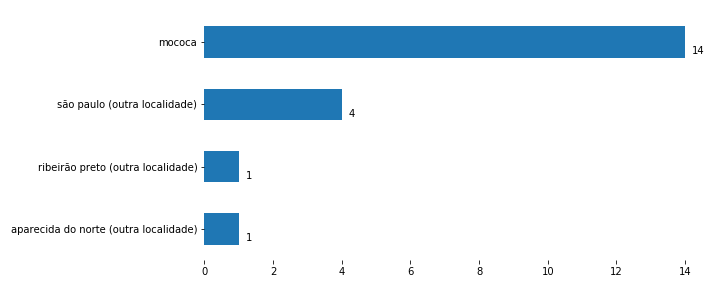 mococa
14
são paulo (outra localidade)
4
ribeirão preto (outra localidade)
1
aparecida do norte (outra localidade)
1
0 2 4 6 8 10 12 14